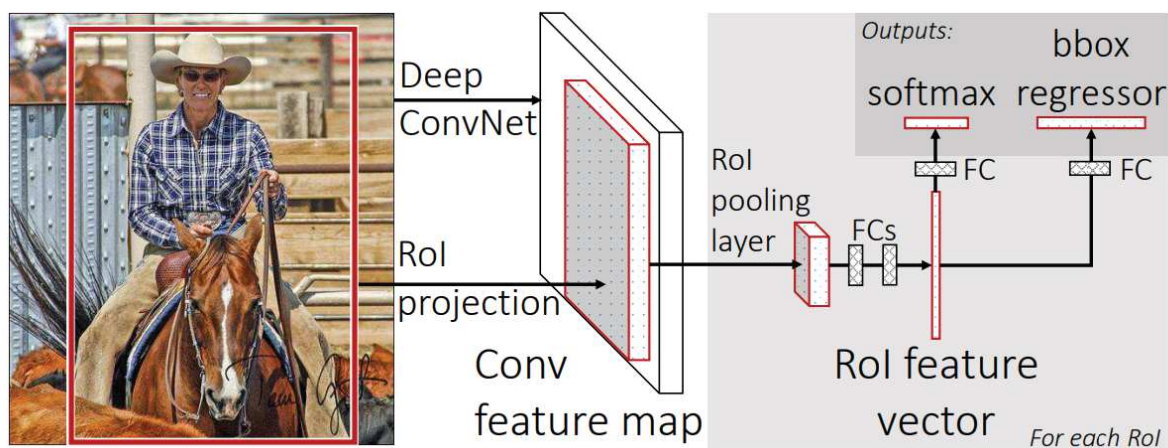 Deep
ConvNet
RoI
projection
Conv
feature map
RoI
pooling
layer
FCs
Outputs:
softmax
bbox
regressor
FC
FC
RoI feature
vector
For each RoI